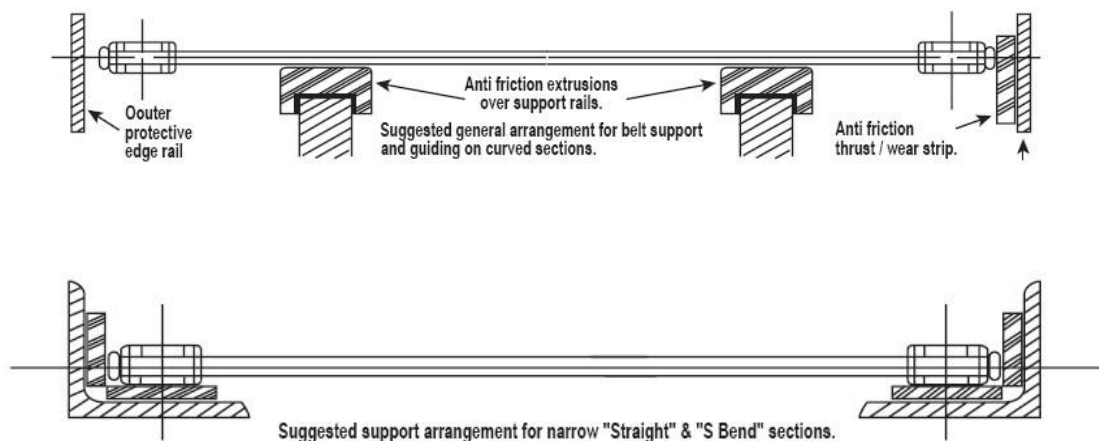 Oouter
protective
edge rail
Anti friction extrusions
over support rails.
Suggested general arrangement for belt support
and guiding on curved sections.
Anti friction
thrust / wear strip.
Suggested support arrangement for narrow "Straight" & "S Bend" sections.